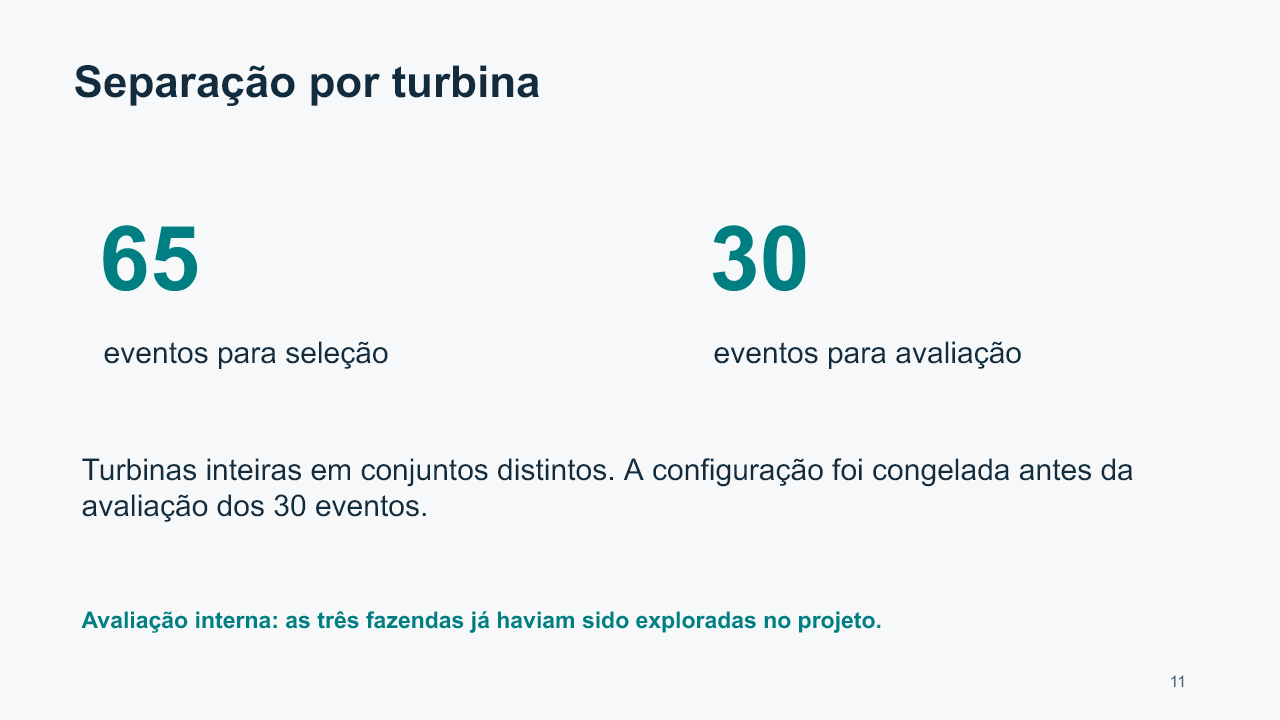 Separação por turbina
65
30
eventos para seleção
eventos para avaliação
Turbinas inteiras em conjuntos distintos. A configuração foi congelada antes da
avaliação dos 30 eventos.
Avaliação interna: as três fazendas já haviam sido exploradas no projeto.
11